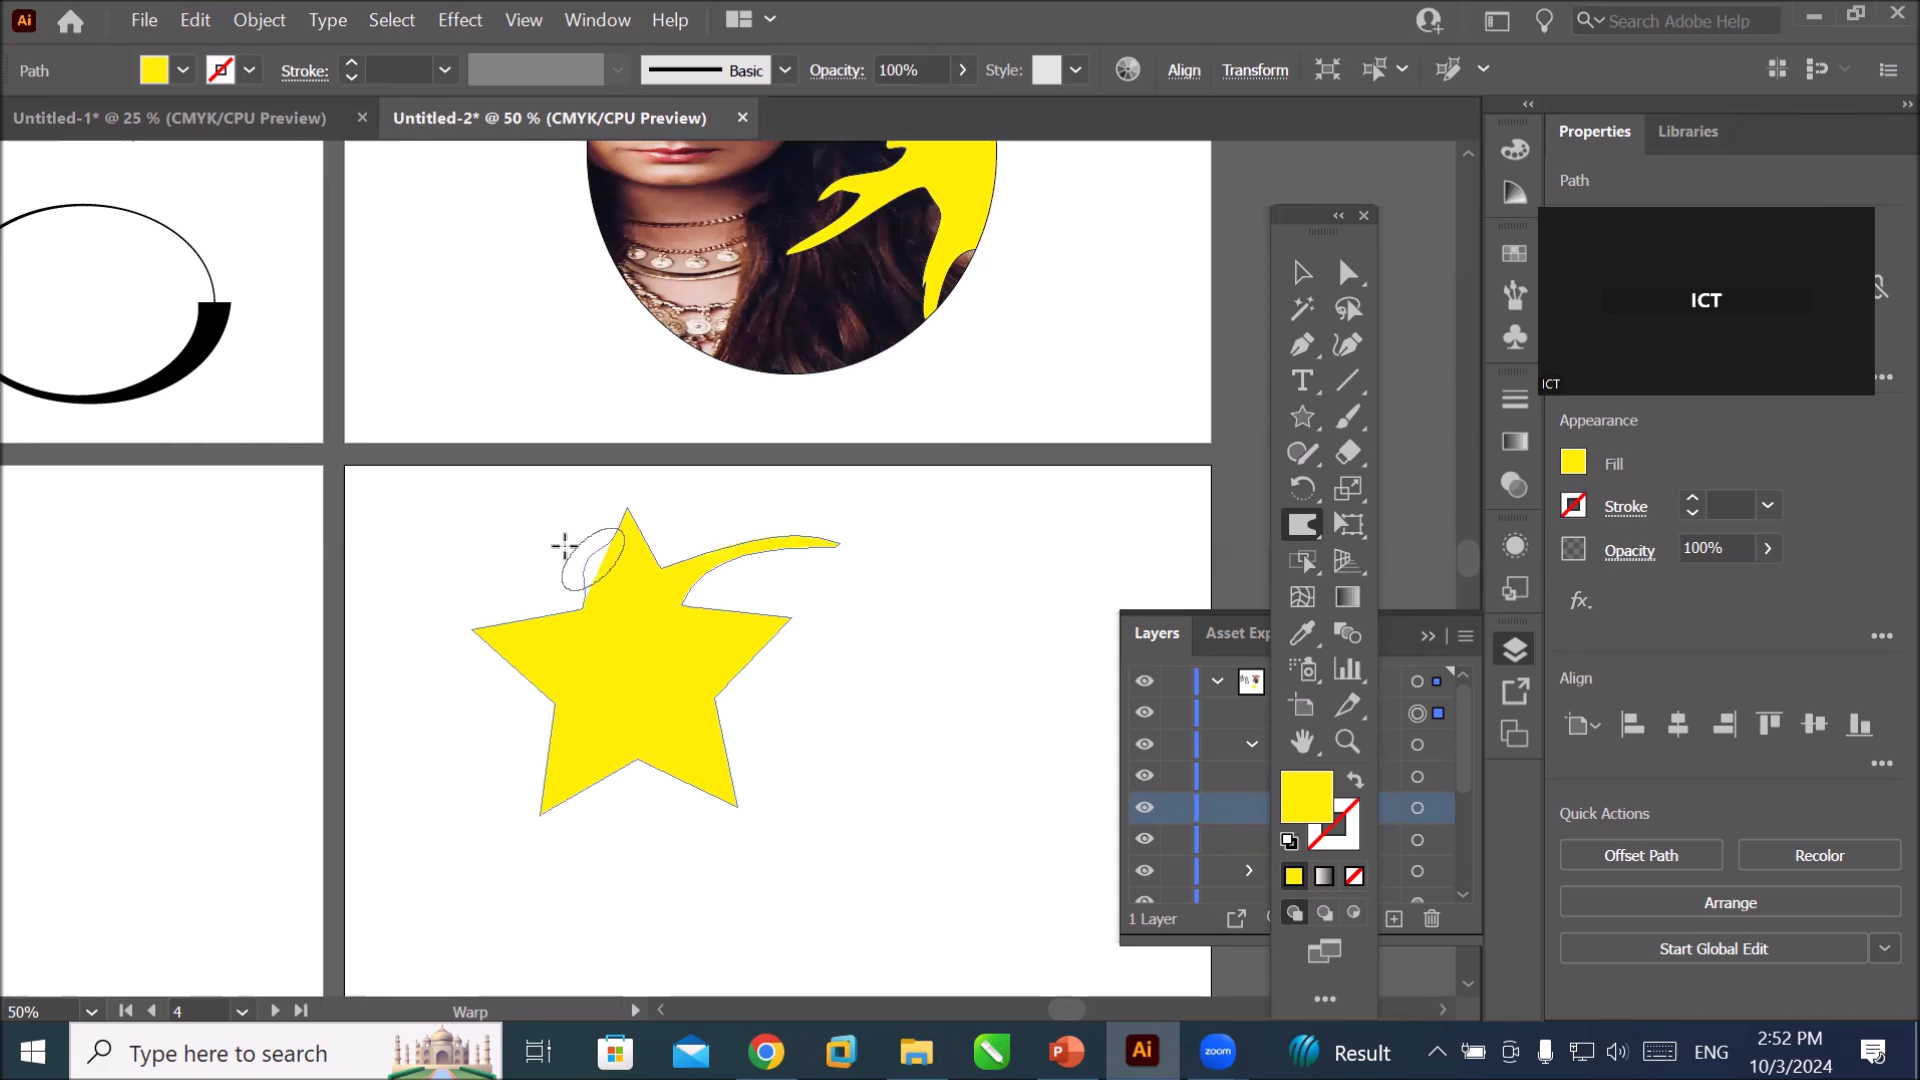 Ai File Edit Object Type Select Effect View Window Help Search Adobe Help
Path Stroke: Basic Opacity: 100% Style: Align Transform
Untitled-1* @ 25 % (CMYK/CPU Preview) Untitled-2* @ 50 % (CMYK/CPU Preview)
Properties Libraries
Path
ICT
ICT
Appearance
Fill
Stroke
Opacity 100%
fx.
Layers Asset Exp
Align
Quick Actions
Offset Path Recolor
Arrange
1 Layer
Start Global Edit
50% 4 Warp
Type here to search Ai zoom Result ENG 2:52 PM
10/3/2024